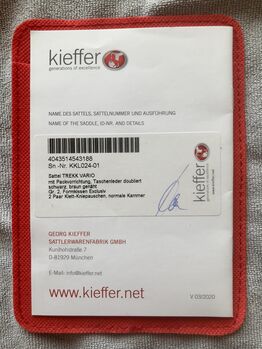 kieffer
generations of excellence
NAME DES SATTELS, SATTELNUMMER UND AUSFÜHRUNG
NAME OF THE SADDLE, ID-NR. AND DETAILS
4043514543188
Sn -Nr. KKL024-01
Sattel TREKK VARIO
mit Packvorrichtung, Taschenleder doubliert
schwarz, braun genäht
Gr. 2, Formkissen Exclusiv
2 Paar Klett-Kniepauschen, normale Kammer
kieffer
GEORG KIEFFER
SATTLERWARENFABRIK GMBH
Kunihohstraße 7
D-81929 München
E-Mail: info@kieffer.net
www.kieffer.net
V 03/2020